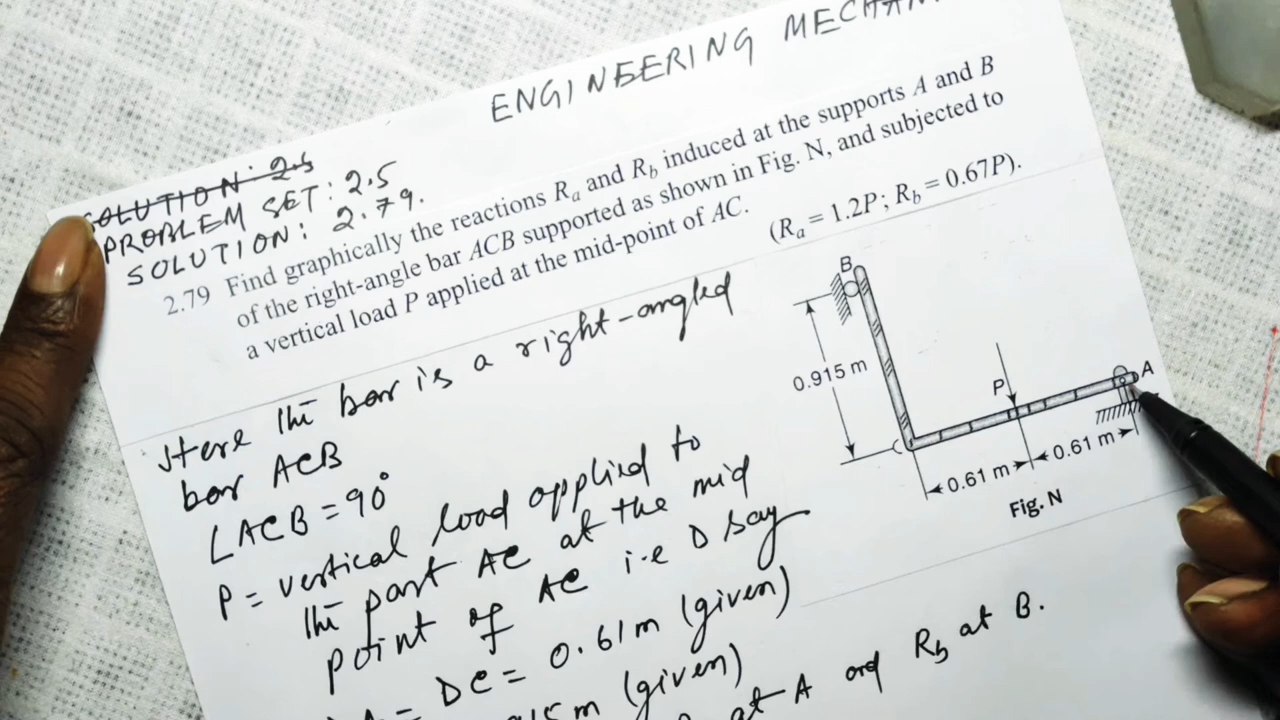 ENGINEERING MECHAN
SOLUTION: 2.5
PROBLEM SET: 2.5
SOLUTION: 2.79.
2.79 Find graphically the reactions Ra and Rb induced at the supports A and B
of the right-angle bar ACB supported as shown in Fig. N, and subjected to
a vertical load P applied at the mid-point of AC.
(Ra = 1.2P; Rb = 0.67P).
B
0.915 m
P
A
0.61 m
0.61 m
Fig. N
Here the bar is a right-angled
bar ACB
∠ACB = 90°
P = vertical load applied to
the part AC at the mid
point of AC i.e D say
DC = 0.61m (given)
15m (given)
at A and Rb at B.